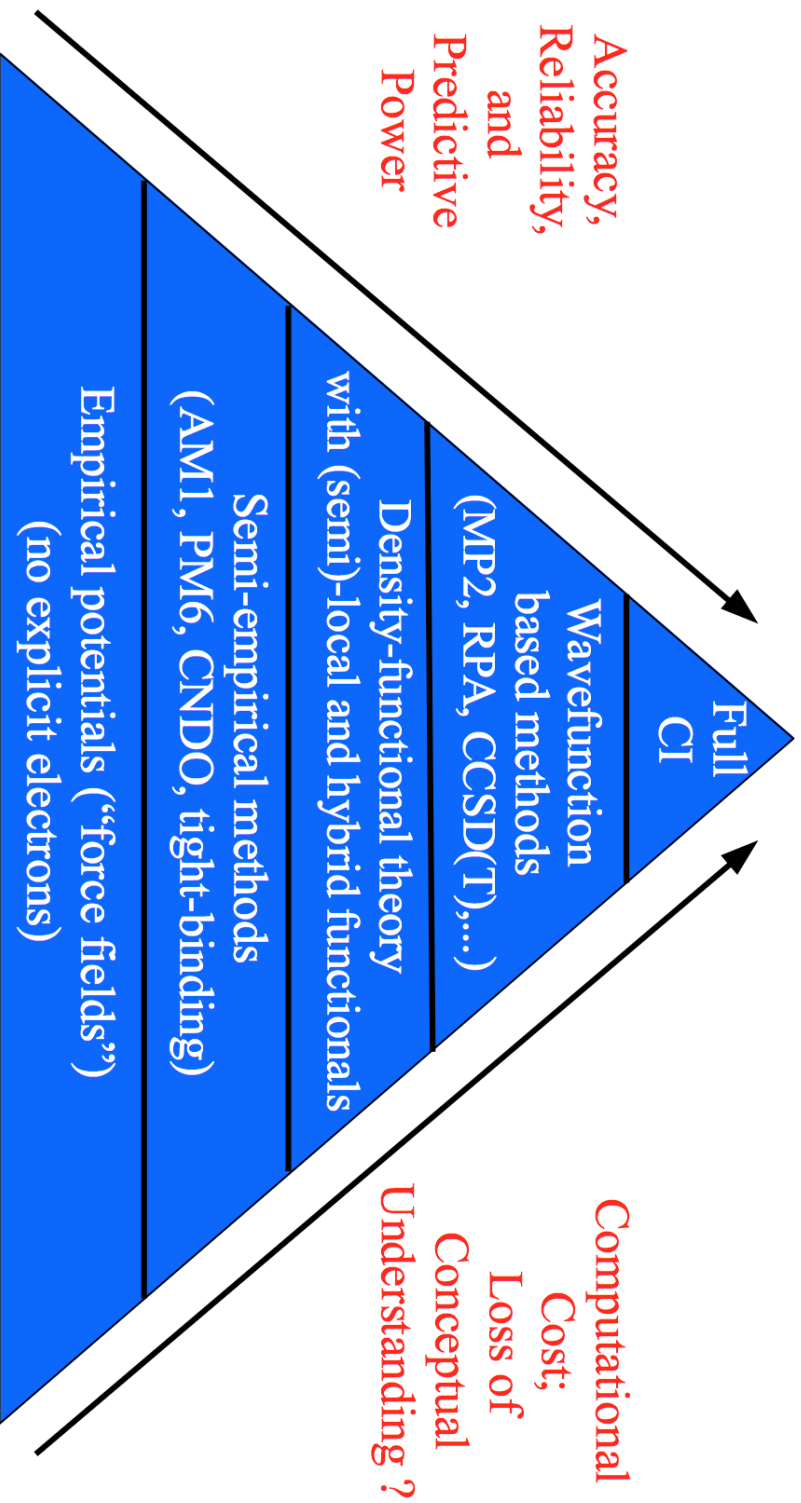 Accuracy,
Reliability,
and
Predictive
Power
Computational
Cost;
Loss of
Conceptual
Understanding ?
Full
CI
Wavefunction
based methods
(MP2, RPA, CCSD(T),...)
Density-functional theory
with (semi)-local and hybrid functionals
Semi-empirical methods
(AM1, PM6, CNDO, tight-binding)
Empirical potentials (“force fields”)
(no explicit electrons)